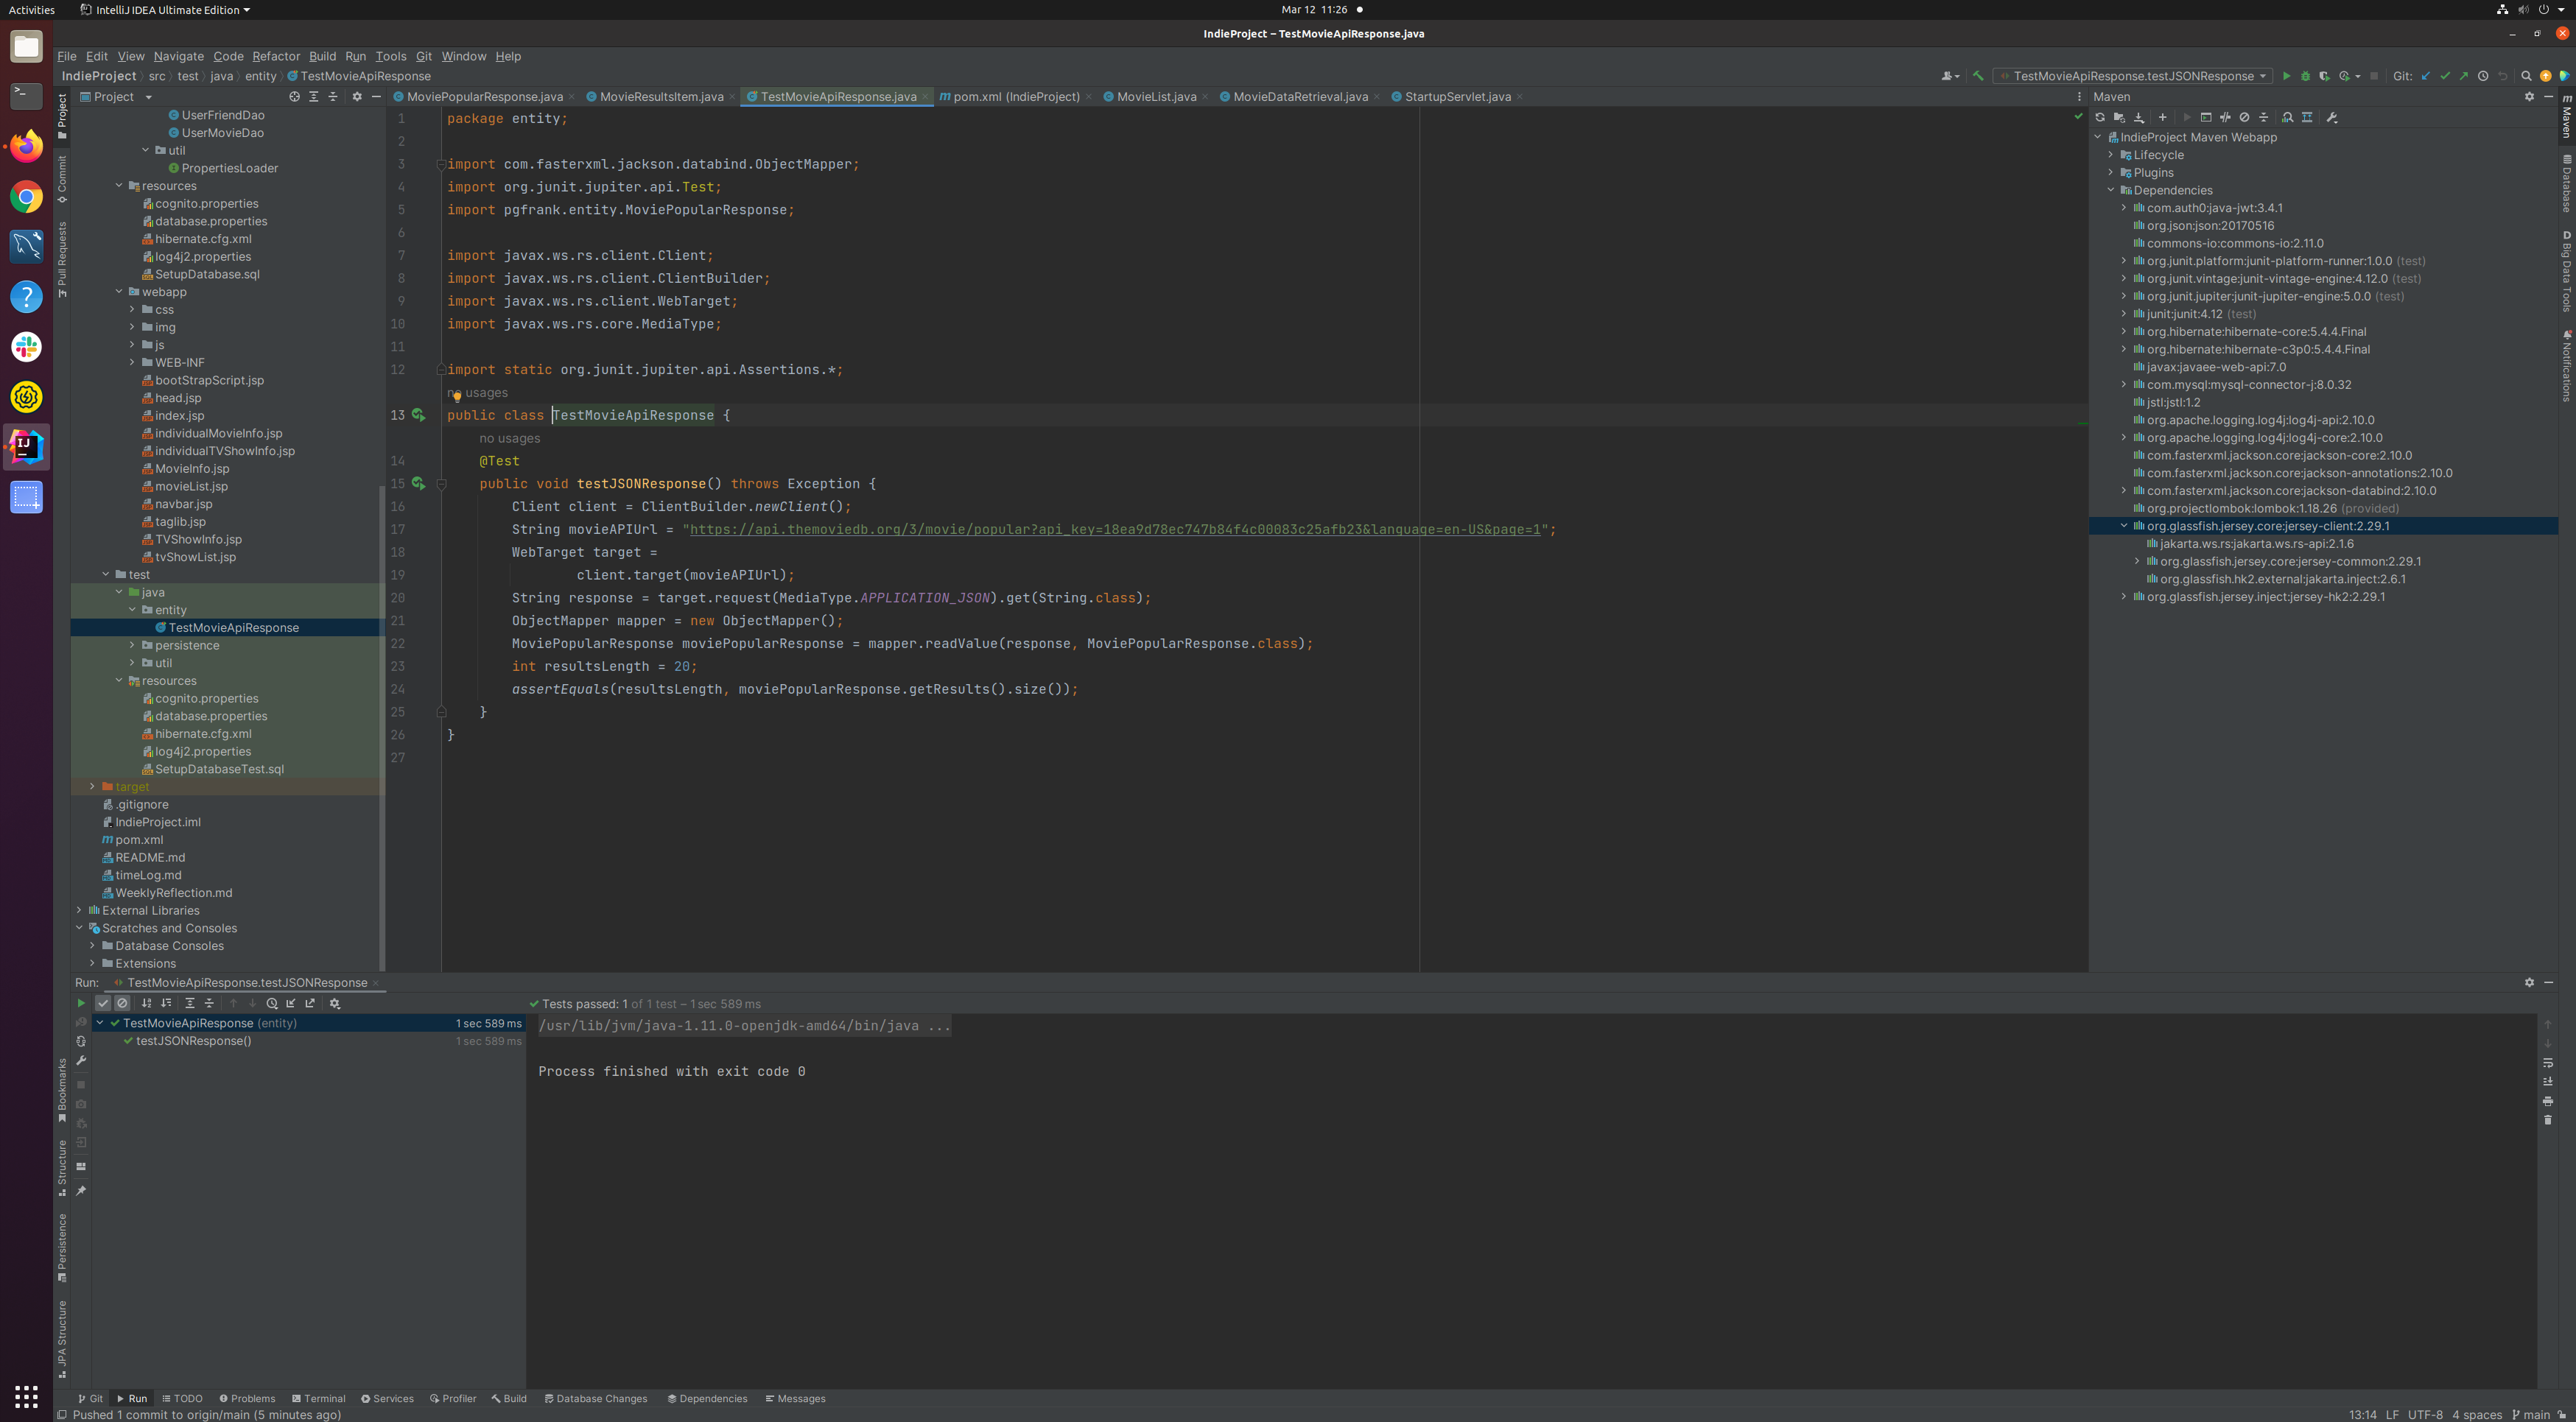 Activities
IntelliJ IDEA Ultimate Edition
Mar 12 11:26
IndieProject – TestMovieApiResponse.java
File Edit View Navigate Code Refactor Build Run Tools Git Window Help
IndieProject src test java entity TestMovieApiResponse
TestMovieApiResponse.testJSONResponse
Git:
Project
MoviePopularResponse.java
MovieResultsItem.java
TestMovieApiResponse.java
pom.xml (IndieProject)
MovieList.java
MovieDataRetrieval.java
StartupServlet.java
Maven
Project
Commit
Pull Requests
UserFriendDao
UserMovieDao
util
PropertiesLoader
resources
cognito.properties
database.properties
hibernate.cfg.xml
log4j2.properties
SetupDatabase.sql
webapp
css
img
js
WEB-INF
bootStrapScript.jsp
head.jsp
index.jsp
individualMovieInfo.jsp
individualTVShowInfo.jsp
MovieInfo.jsp
movieList.jsp
navbar.jsp
taglib.jsp
TVShowInfo.jsp
tvShowList.jsp
test
java
entity
TestMovieApiResponse
persistence
util
resources
cognito.properties
database.properties
hibernate.cfg.xml
log4j2.properties
SetupDatabaseTest.sql
target
.gitignore
IndieProject.iml
pom.xml
README.md
timeLog.md
WeeklyReflection.md
External Libraries
Scratches and Consoles
Database Consoles
Extensions
1 package entity;
2
3 import com.fasterxml.jackson.databind.ObjectMapper;
4 import org.junit.jupiter.api.Test;
5 import pgfrank.entity.MoviePopularResponse;
6
7 import javax.ws.rs.client.Client;
8 import javax.ws.rs.client.ClientBuilder;
9 import javax.ws.rs.client.WebTarget;
10 import javax.ws.rs.core.MediaType;
11
12 import static org.junit.jupiter.api.Assertions.*;
no usages
13 public class TestMovieApiResponse {
no usages
14 @Test
15 public void testJSONResponse() throws Exception {
16 Client client = ClientBuilder.newClient();
17 String movieAPIUrl = "https://api.themoviedb.org/3/movie/popular?api_key=18ea9d78ec747b84f4c00083c25afb23&language=en-US&page=1";
18 WebTarget target =
19 client.target(movieAPIUrl);
20 String response = target.request(MediaType.APPLICATION_JSON).get(String.class);
21 ObjectMapper mapper = new ObjectMapper();
22 MoviePopularResponse moviePopularResponse = mapper.readValue(response, MoviePopularResponse.class);
23 int resultsLength = 20;
24 assertEquals(resultsLength, moviePopularResponse.getResults().size());
25 }
26 }
27
IndieProject Maven Webapp
Lifecycle
Plugins
Dependencies
com.auth0:java-jwt:3.4.1
org.json:json:20170516
commons-io:commons-io:2.11.0
org.junit.platform:junit-platform-runner:1.0.0 (test)
org.junit.vintage:junit-vintage-engine:4.12.0 (test)
org.junit.jupiter:junit-jupiter-engine:5.0.0 (test)
junit:junit:4.12 (test)
org.hibernate:hibernate-core:5.4.4.Final
org.hibernate:hibernate-c3p0:5.4.4.Final
javax:javaee-web-api:7.0
com.mysql:mysql-connector-j:8.0.32
jstl:jstl:1.2
org.apache.logging.log4j:log4j-api:2.10.0
org.apache.logging.log4j:log4j-core:2.10.0
com.fasterxml.jackson.core:jackson-core:2.10.0
com.fasterxml.jackson.core:jackson-annotations:2.10.0
com.fasterxml.jackson.core:jackson-databind:2.10.0
org.projectlombok:lombok:1.18.26 (provided)
org.glassfish.jersey.core:jersey-client:2.29.1
jakarta.ws.rs:jakarta.ws.rs-api:2.1.6
org.glassfish.jersey.core:jersey-common:2.29.1
org.glassfish.hk2.external:jakarta.inject:2.6.1
org.glassfish.jersey.inject:jersey-hk2:2.29.1
Maven
Database
Big Data Tools
Notifications
Run: TestMovieApiResponse.testJSONResponse
Tests passed: 1 of 1 test – 1 sec 589 ms
TestMovieApiResponse (entity) 1 sec 589 ms
testJSONResponse() 1 sec 589 ms
/usr/lib/jvm/java-1.11.0-openjdk-amd64/bin/java ...
Process finished with exit code 0
Bookmarks
Structure
Persistence
JPA Structure
Git Run TODO Problems Terminal Services Profiler Build Database Changes Dependencies Messages
Pushed 1 commit to origin/main (5 minutes ago)
13:14 LF UTF-8 4 spaces main